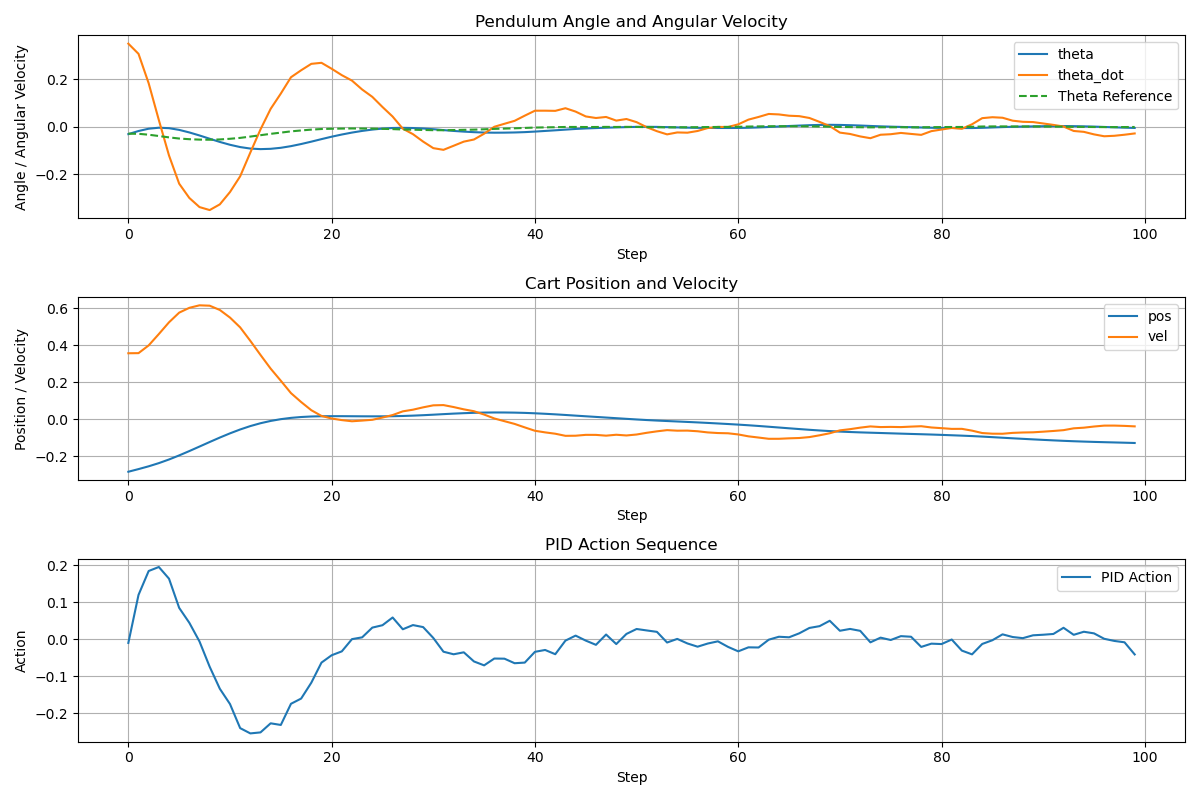 Pendulum Angle and Angular Velocity
Angle / Angular Velocity
0.2
0.0
−0.2
theta
theta_dot
Theta Reference
0 20 40 60 80 100
Step
Cart Position and Velocity
Position / Velocity
0.6
0.4
0.2
0.0
−0.2
pos
vel
0 20 40 60 80 100
Step
PID Action Sequence
Action
0.2
0.1
0.0
−0.1
−0.2
PID Action
0 20 40 60 80 100
Step